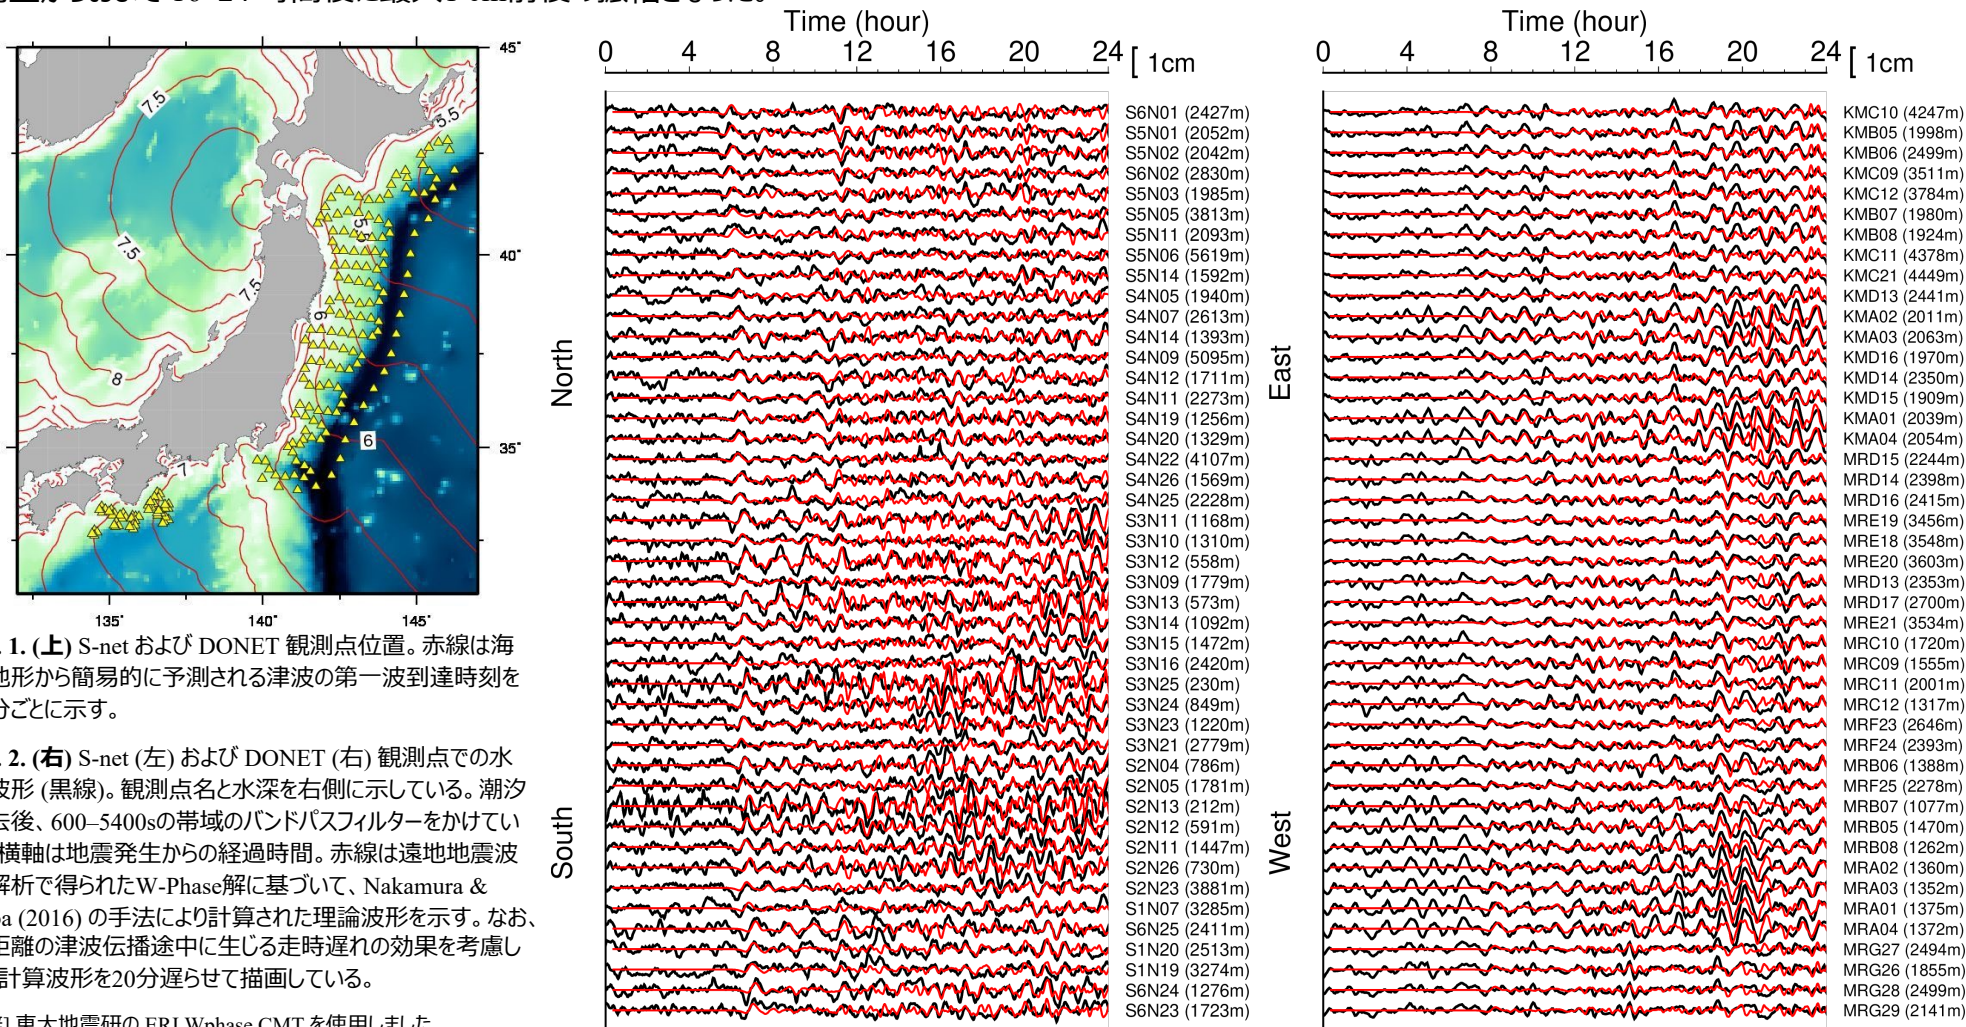 Time (hour)
0 4 8 12 16 20 24 [ 1cm
Time (hour)
0 4 8 12 16 20 24 [ 1cm
45°
40°
35°
135° 140° 145°
7.5
7.5
7.5
8
7
6
6
5.5
5
North
South
East
West
S6N01 (2427m)
S5N01 (2052m)
S5N02 (2042m)
S6N02 (2830m)
S5N03 (1985m)
S5N05 (3813m)
S5N11 (2093m)
S5N06 (5619m)
S5N14 (1592m)
S4N05 (1940m)
S4N07 (2613m)
S4N14 (1393m)
S4N09 (5095m)
S4N12 (1711m)
S4N11 (2273m)
S4N19 (1256m)
S4N20 (1329m)
S4N22 (4107m)
S4N26 (1569m)
S4N25 (2228m)
S3N11 (1168m)
S3N10 (1310m)
S3N12 (558m)
S3N09 (1779m)
S3N13 (573m)
S3N14 (1092m)
S3N15 (1472m)
S3N16 (2420m)
S3N25 (230m)
S3N24 (849m)
S3N23 (1220m)
S3N21 (2779m)
S2N04 (786m)
S2N05 (1781m)
S2N13 (212m)
S2N12 (591m)
S2N11 (1447m)
S2N26 (730m)
S2N23 (3881m)
S1N07 (3285m)
S6N25 (2411m)
S1N20 (2513m)
S1N19 (3274m)
S6N24 (1276m)
S6N23 (1723m)
KMC10 (4247m)
KMB05 (1998m)
KMB06 (2499m)
KMC09 (3511m)
KMC12 (3784m)
KMB07 (1980m)
KMB08 (1924m)
KMC11 (4378m)
KMC21 (4449m)
KMD13 (2441m)
KMA02 (2011m)
KMA03 (2063m)
KMD16 (1970m)
KMD14 (2350m)
KMD15 (1909m)
KMA01 (2039m)
KMA04 (2054m)
MRD15 (2244m)
MRD14 (2398m)
MRD16 (2415m)
MRE19 (3456m)
MRE18 (3548m)
MRE20 (3603m)
MRD13 (2353m)
MRD17 (2700m)
MRE21 (3534m)
MRC10 (1720m)
MRC09 (1555m)
MRC11 (2001m)
MRC12 (1317m)
MRF23 (2646m)
MRF24 (2393m)
MRB06 (1388m)
MRF25 (2278m)
MRB07 (1077m)
MRB05 (1470m)
MRB08 (1262m)
MRA02 (1360m)
MRA03 (1352m)
MRA01 (1375m)
MRA04 (1372m)
MRG27 (2494m)
MRG26 (1855m)
MRG28 (2499m)
MRG29 (2141m)
. 1. (上) S-net および DONET 観測点位置。赤線は海
地形から簡易的に予測される津波の第一波到達時刻を
分ごとに示す。
. 2. (右) S-net (左) および DONET (右) 観測点での水
波形 (黒線)。観測点名と水深を右側に示している。潮汐
去後、600–5400sの帯域のバンドパスフィルターをかけてい
横軸は地震発生からの経過時間。赤線は遠地地震波
解析で得られたW-Phase解に基づいて、Nakamura &
a (2016) の手法により計算された理論波形を示す。なお、
距離の津波伝播途中に生じる走時遅れの効果を考慮し
計算波形を20分遅らせて描画している。
東大地震研の ERI Wphase CMT を使用しました